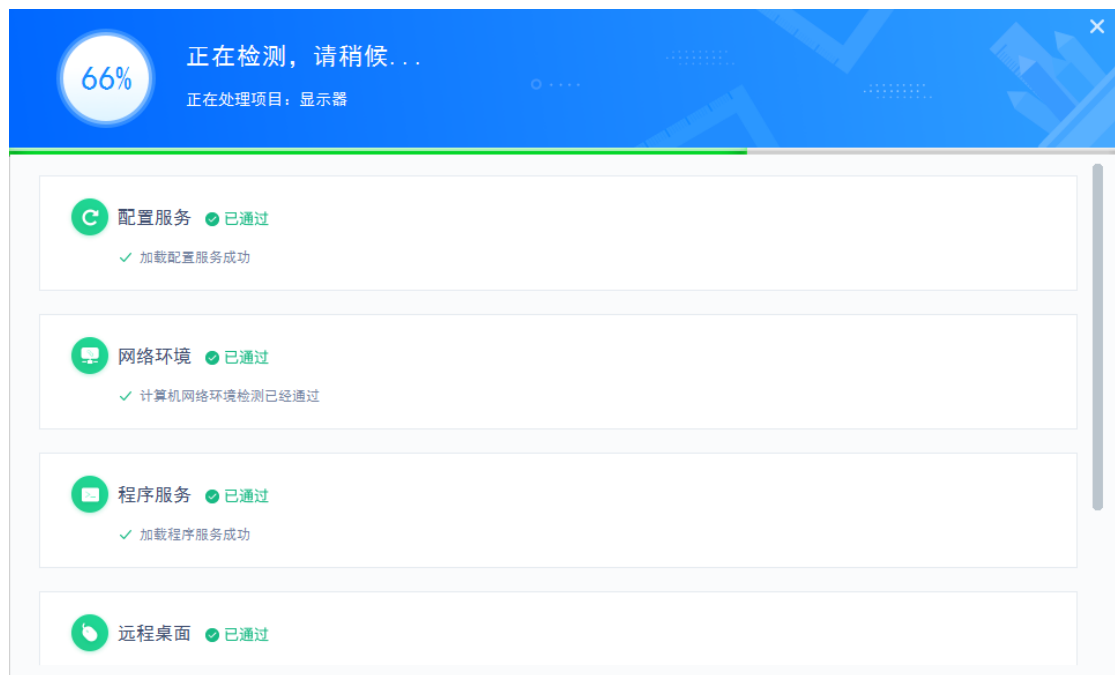 66%
正在检测，请稍候...
正在处理项目：显示器
配置服务 已通过
加载配置服务成功
网络环境 已通过
计算机网络环境检测已经通过
程序服务 已通过
加载程序服务成功
远程桌面 已通过